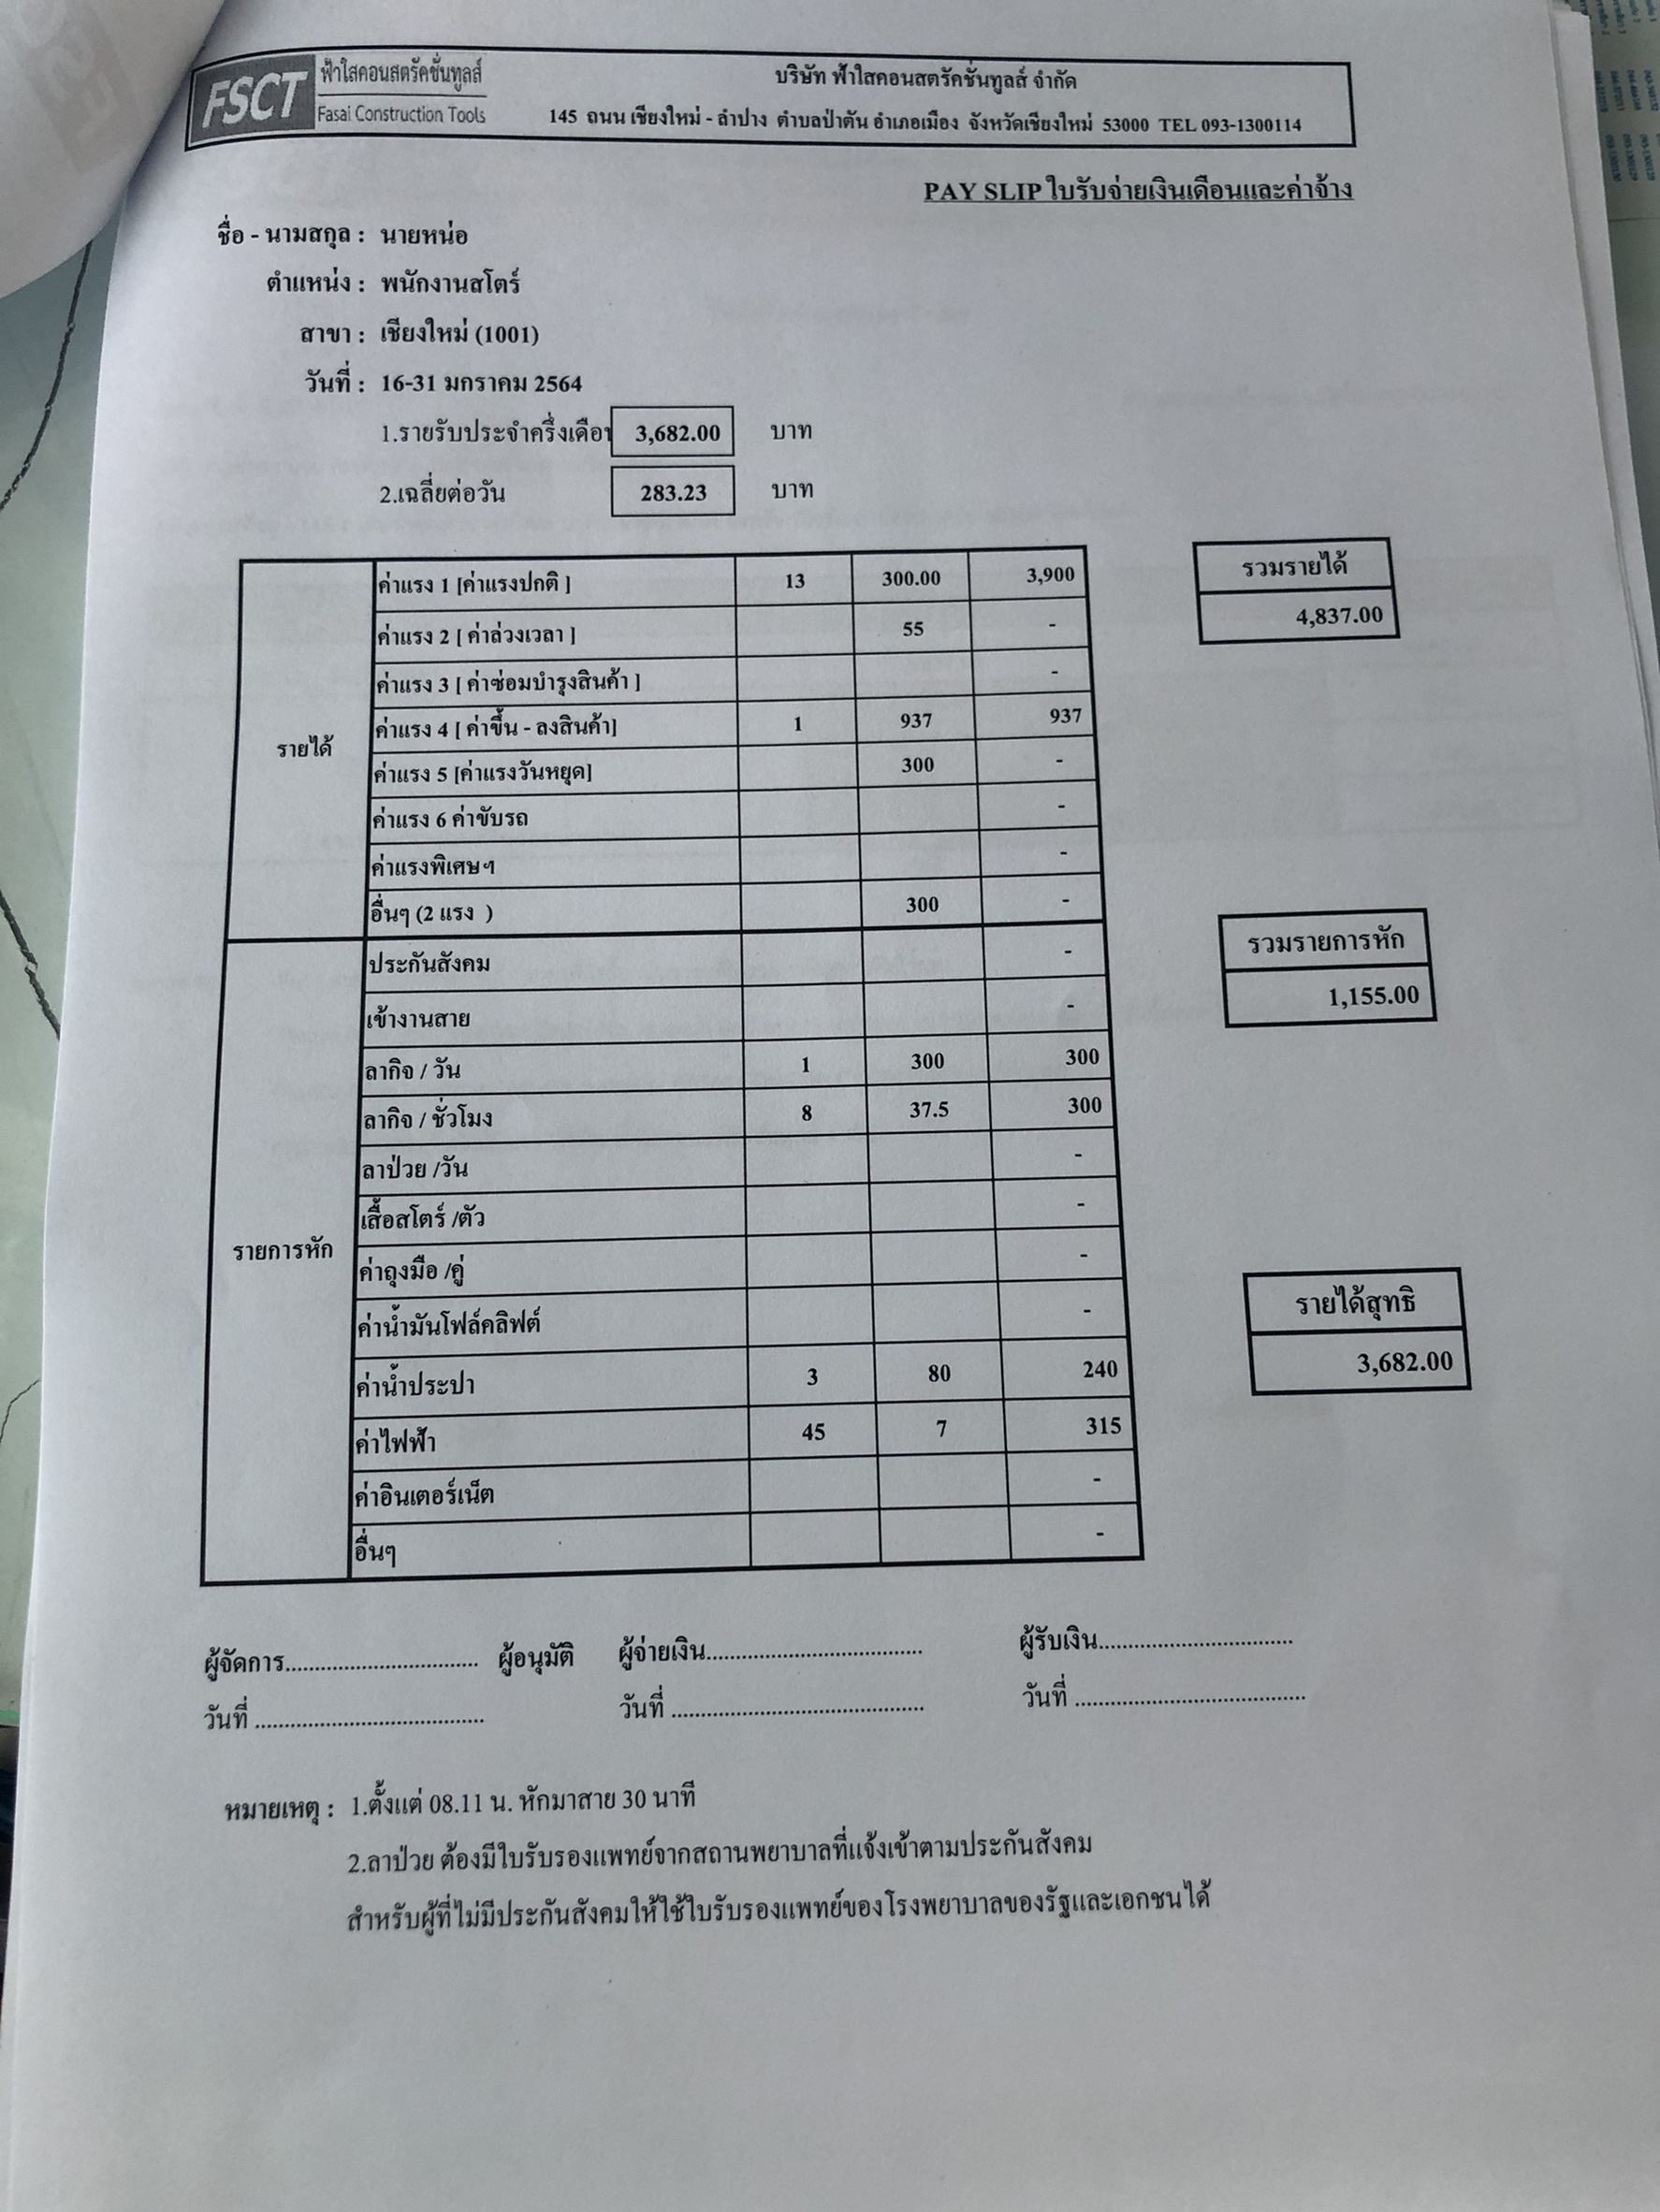 FSCT ฟ้าใสคอนสตรัคชั่นทูลส์
Fasai Construction Tools
บริษัท ฟ้าใสคอนสตรัคชั่นทูลส์ จำกัด
145 ถนน เชียงใหม่ - ลำปาง ตำบลป่าตัน อำเภอเมือง จังหวัดเชียงใหม่ 53000 TEL 093-1300114
PAY SLIP ใบรับจ่ายเงินเดือนและค่าจ้าง
ชื่อ - นามสกุล : นายหน่อ
ตำแหน่ง : พนักงานสโตร์
สาขา : เชียงใหม่ (1001)
วันที่ : 16-31 มกราคม 2564
1.รายรับประจำครึ่งเดือน 3,682.00 บาท
2.เฉลี่ยต่อวัน 283.23 บาท
รายได้
ค่าแรง 1 [ค่าแรงปกติ ] 13 300.00 3,900
ค่าแรง 2 [ ค่าล่วงเวลา ] 55 -
ค่าแรง 3 [ ค่าซ่อมบำรุงสินค้า ] -
ค่าแรง 4 [ ค่าขึ้น - ลงสินค้า] 1 937 937
ค่าแรง 5 [ค่าแรงวันหยุด] 300 -
ค่าแรง 6 ค่าขับรถ -
ค่าแรงพิเศษฯ -
อื่นๆ (2 แรง ) 300 -
รวมรายได้
4,837.00
รายการหัก
ประกันสังคม -
เข้างานสาย -
ลากิจ / วัน 1 300 300
ลากิจ / ชั่วโมง 8 37.5 300
ลาป่วย /วัน -
เสื้อสโตร์ /ตัว -
ค่าถุงมือ /คู่ -
ค่าน้ำมันโฟล์คลิฟต์ -
ค่าน้ำประปา 3 80 240
ค่าไฟฟ้า 45 7 315
ค่าอินเตอร์เน็ต -
อื่นๆ -
รวมรายการหัก
1,155.00
รายได้สุทธิ
3,682.00
ผู้จัดการ................................. ผู้อนุมัติ ผู้จ่ายเงิน..................................... ผู้รับเงิน.................................
วันที่ ....................................... วันที่ ........................................... วันที่ .......................................
หมายเหตุ : 1.ตั้งแต่ 08.11 น. หักมาสาย 30 นาที
2.ลาป่วย ต้องมีใบรับรองแพทย์จากสถานพยาบาลที่แจ้งเข้าตามประกันสังคม
สำหรับผู้ที่ไม่มีประกันสังคมให้ใช้ใบรับรองแพทย์ของโรงพยาบาลของรัฐและเอกชนได้